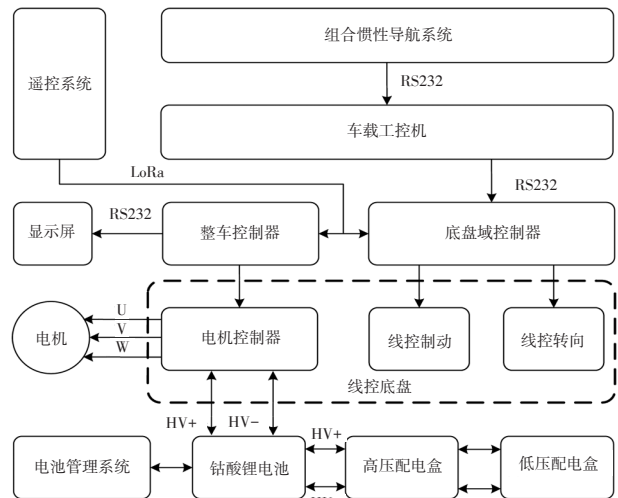 组合惯性导航系统
遥控系统
RS232
车载工控机
LoRa
RS232
显示屏
RS232
整车控制器
底盘域控制器
电机
U
V
W
电机控制器
线控制动
线控转向
线控底盘
HV+
HV-
HV+
电池管理系统
钴酸锂电池
高压配电盒
低压配电盒